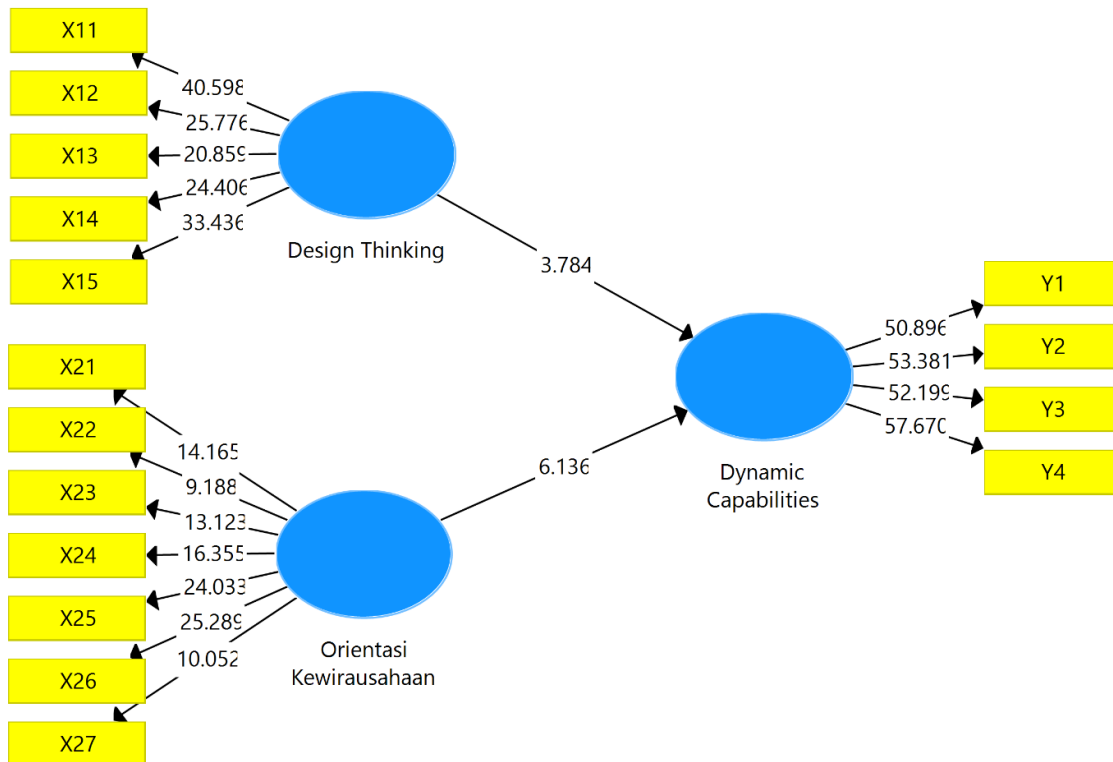 X11
X12
X13
X14
X15
40.598
25.776
20.859
24.406
33.436
Design Thinking
3.784
X21
X22
X23
X24
X25
X26
X27
14.165
9.188
13.123
16.355
24.033
25.289
10.052
Orientasi
Kewirausahaan
6.136
Dynamic
Capabilities
50.896
53.381
52.199
57.670
Y1
Y2
Y3
Y4